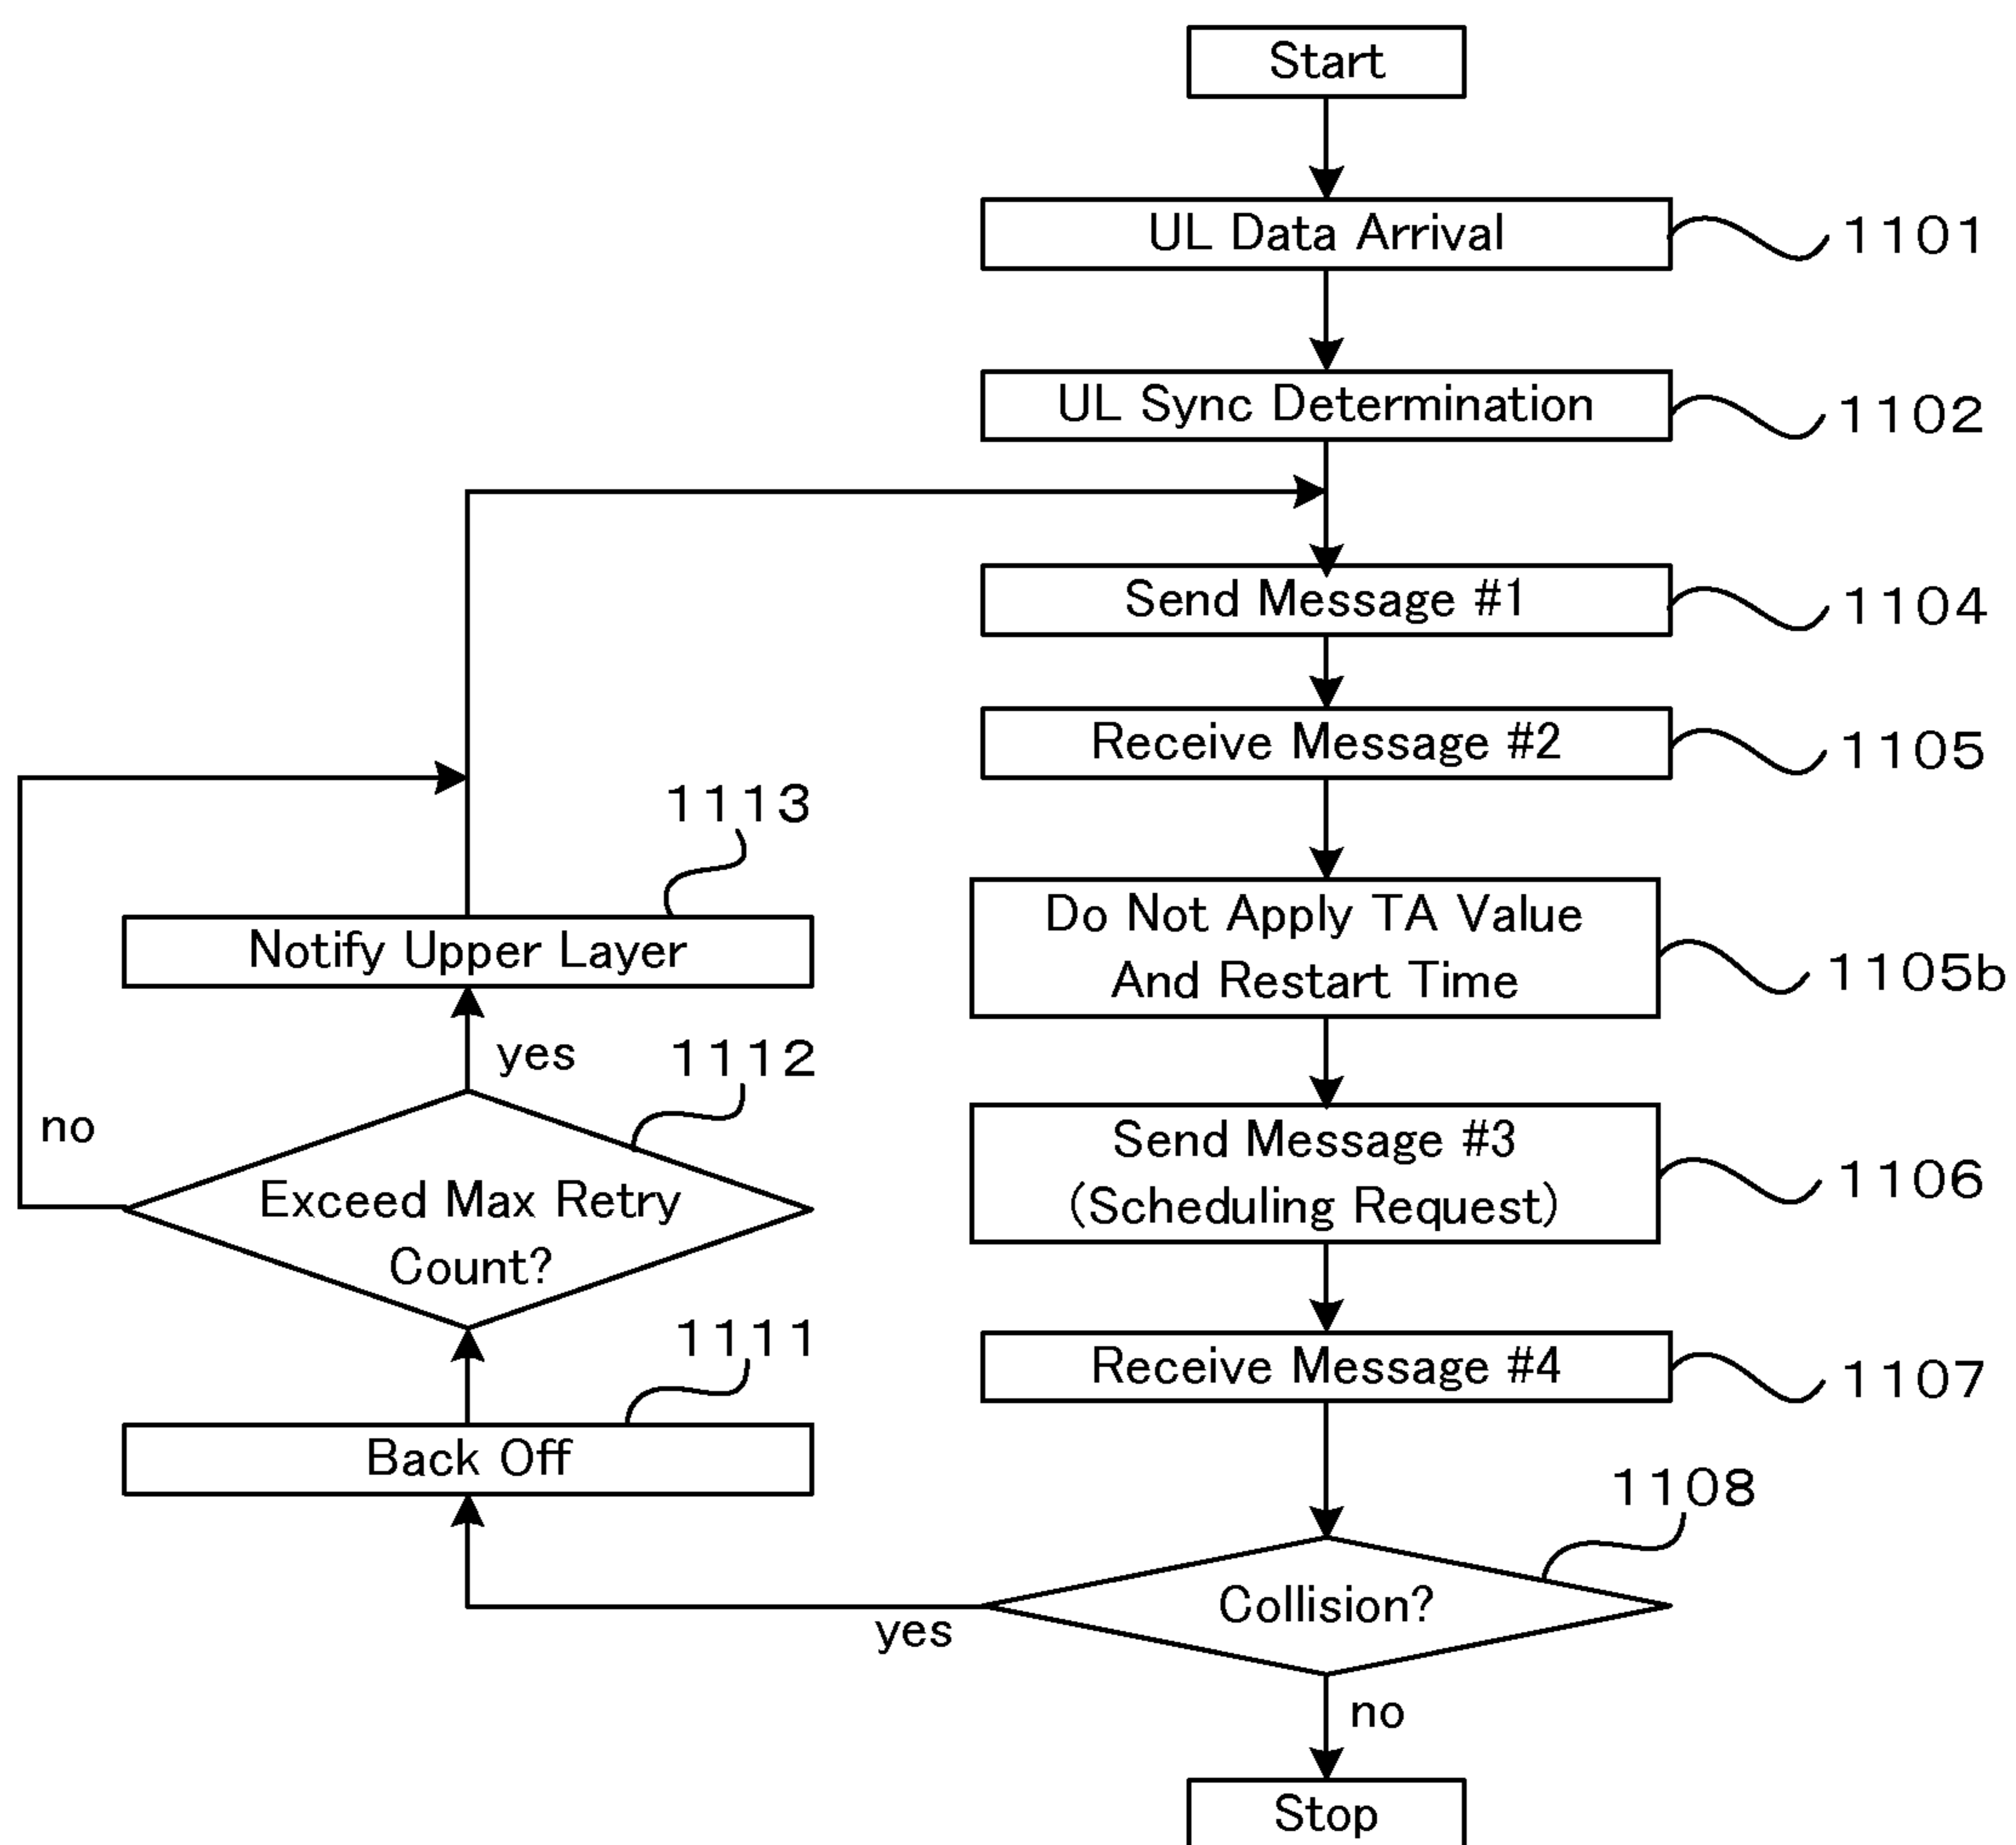 Start
UL Data Arrival
1101
UL Sync Determination
1102
Send Message #1
1104
Receive Message #2
1105
1113
Do Not Apply TA Value
And Restart Time
1105b
Notify Upper Layer
yes
1112
no
Send Message #3
(Scheduling Request)
1106
Exceed Max Retry
Count?
1111
Receive Message #4
1107
Back Off
1108
Collision?
yes
no
Stop